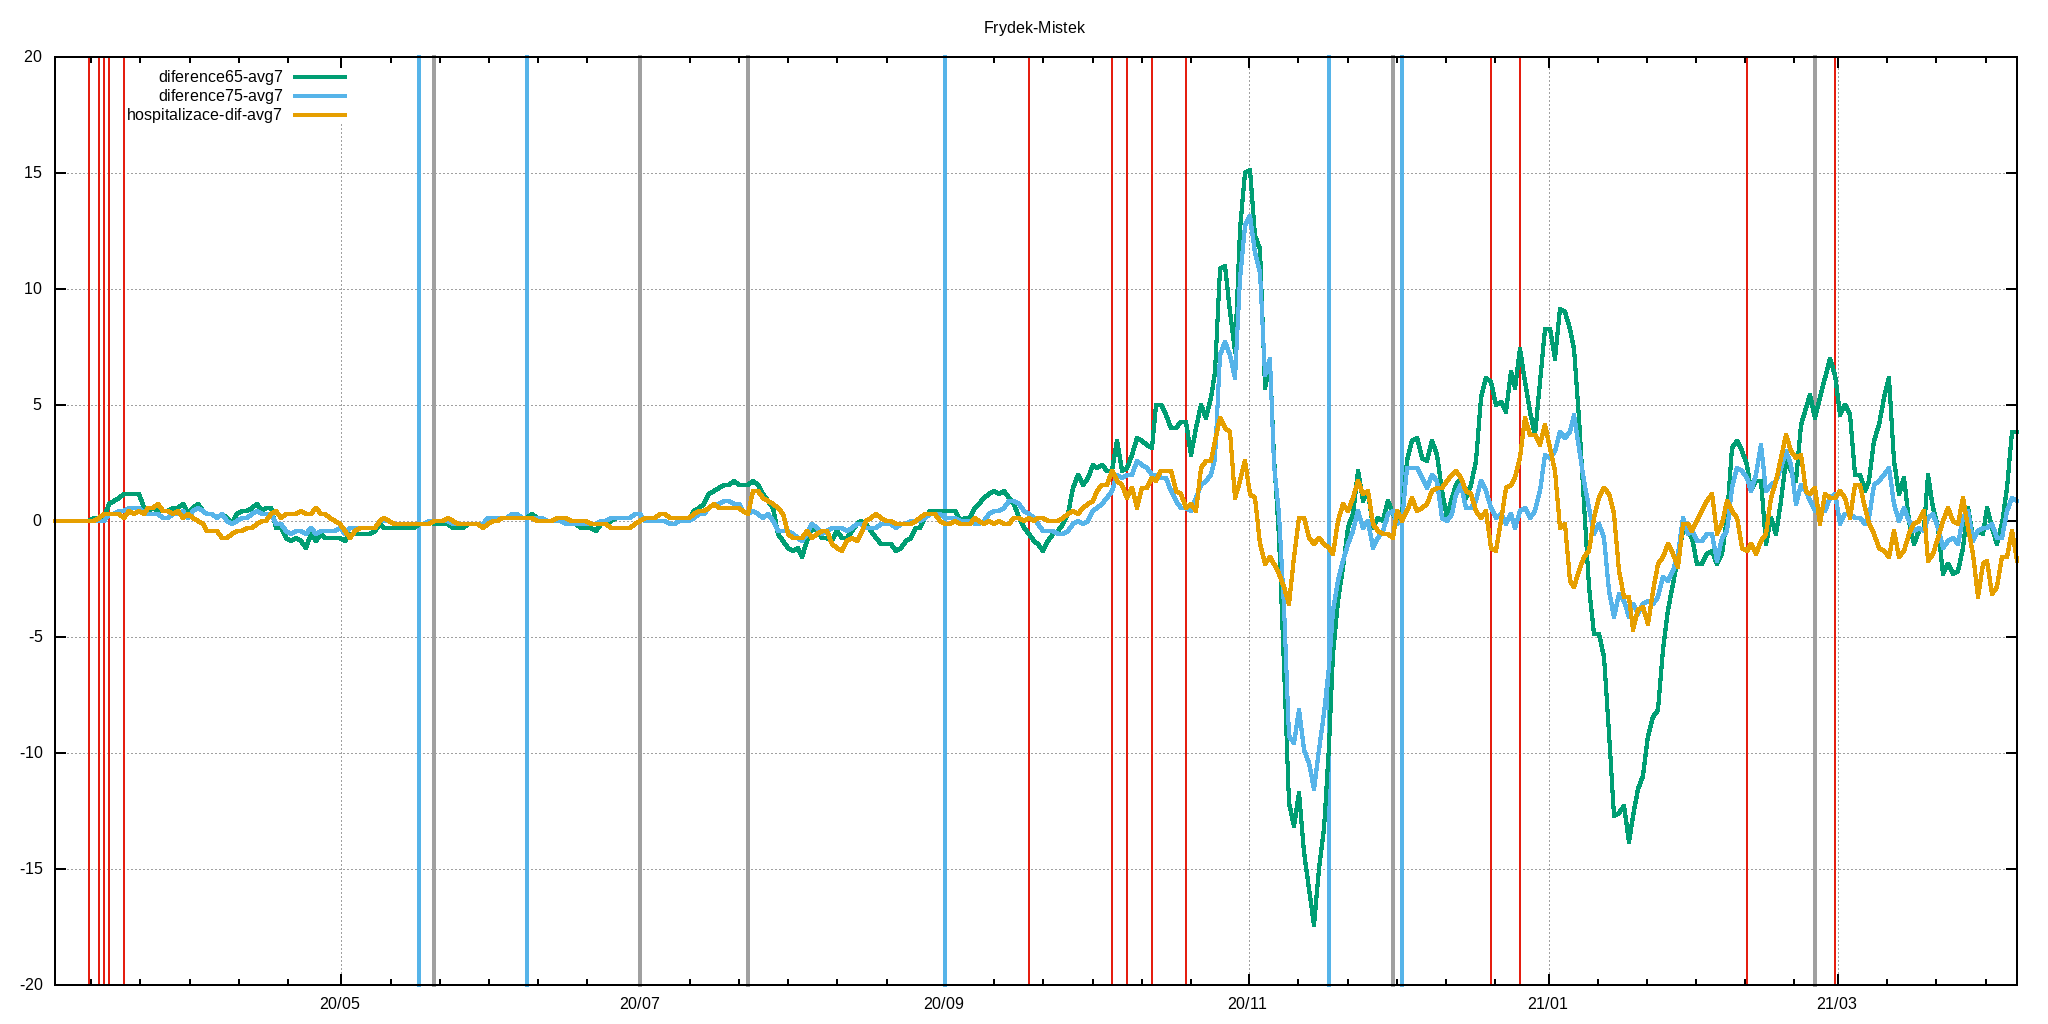 Frydek-Mistek
20
diference65-avg7
diference75-avg7
hospitalizace-dif-avg7
15
10
5
0
-5
-10
-15
-20
20/05 20/07 20/09 20/11 21/01 21/03